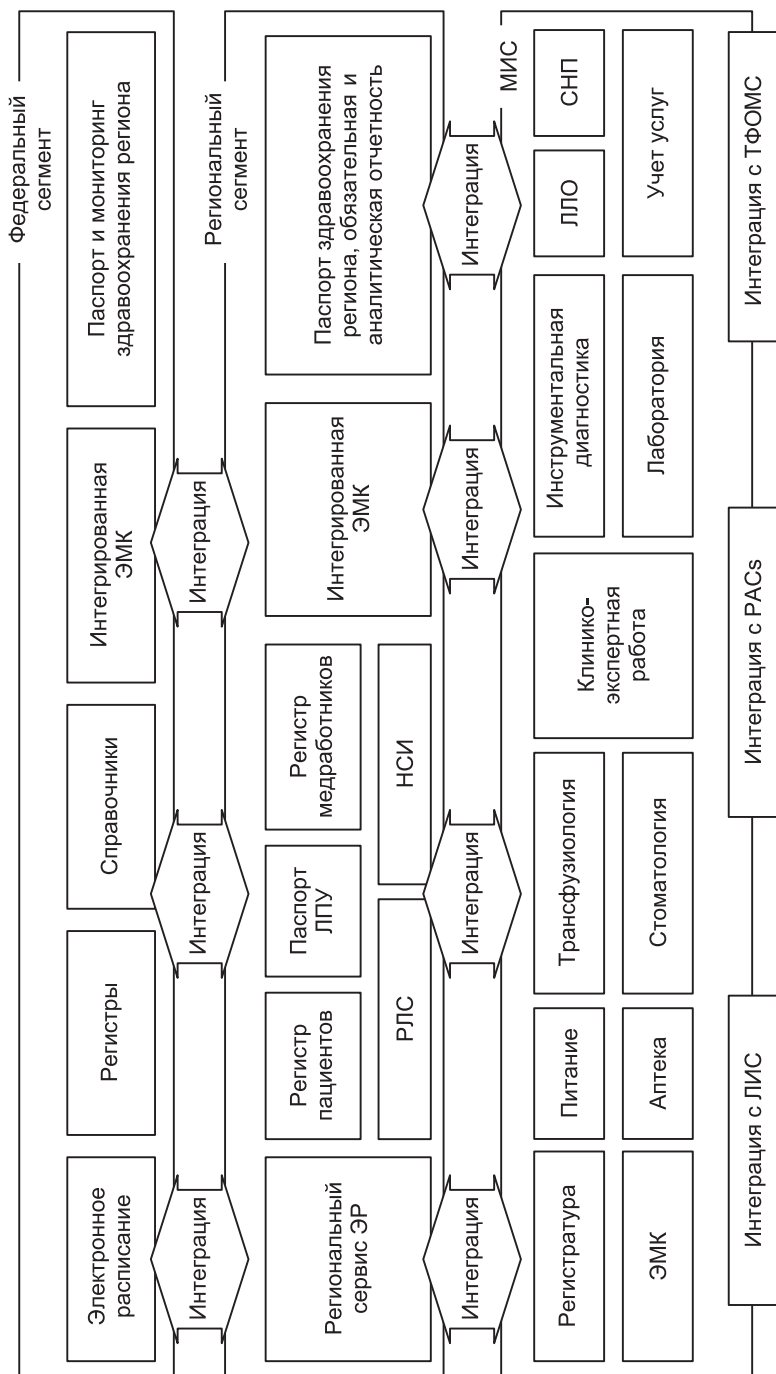 Федеральный
сегмент
Электронное
расписание
Регистры
Справочники
Интегрированная
ЭМК
Паспорт и мониторинг
здравоохранения региона
Интеграция
Интеграция
Интеграция
Региональный
сегмент
Региональный
сервис ЭР
Регистр
пациентов
Паспорт
ЛПУ
Регистр
медработников
РЛС
НСИ
Интегрированная
ЭМК
Паспорт здравоохранения
региона, обязательная и
аналитическая отчетность
Интеграция
Интеграция
Интеграция
Интеграция
МИС
Регистратура
Питание
Трансфузиология
Клинико-
экспертная
работа
Инструментальная
диагностика
ЛЛО
СНП
ЭМК
Аптека
Стоматология
Лаборатория
Учет услуг
Интеграция с ЛИС
Интеграция с PACs
Интеграция с ТФОМС